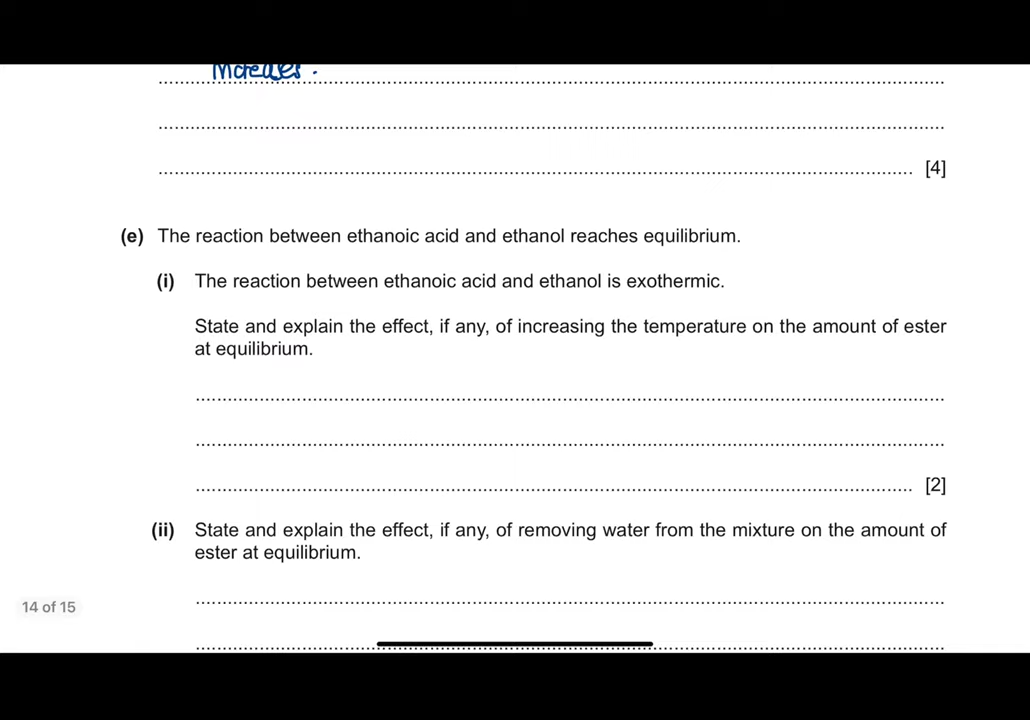 Increases.
[4]
(e) The reaction between ethanoic acid and ethanol reaches equilibrium.
(i) The reaction between ethanoic acid and ethanol is exothermic.
State and explain the effect, if any, of increasing the temperature on the amount of ester
at equilibrium.
[2]
(ii) State and explain the effect, if any, of removing water from the mixture on the amount of
ester at equilibrium.
14 of 15